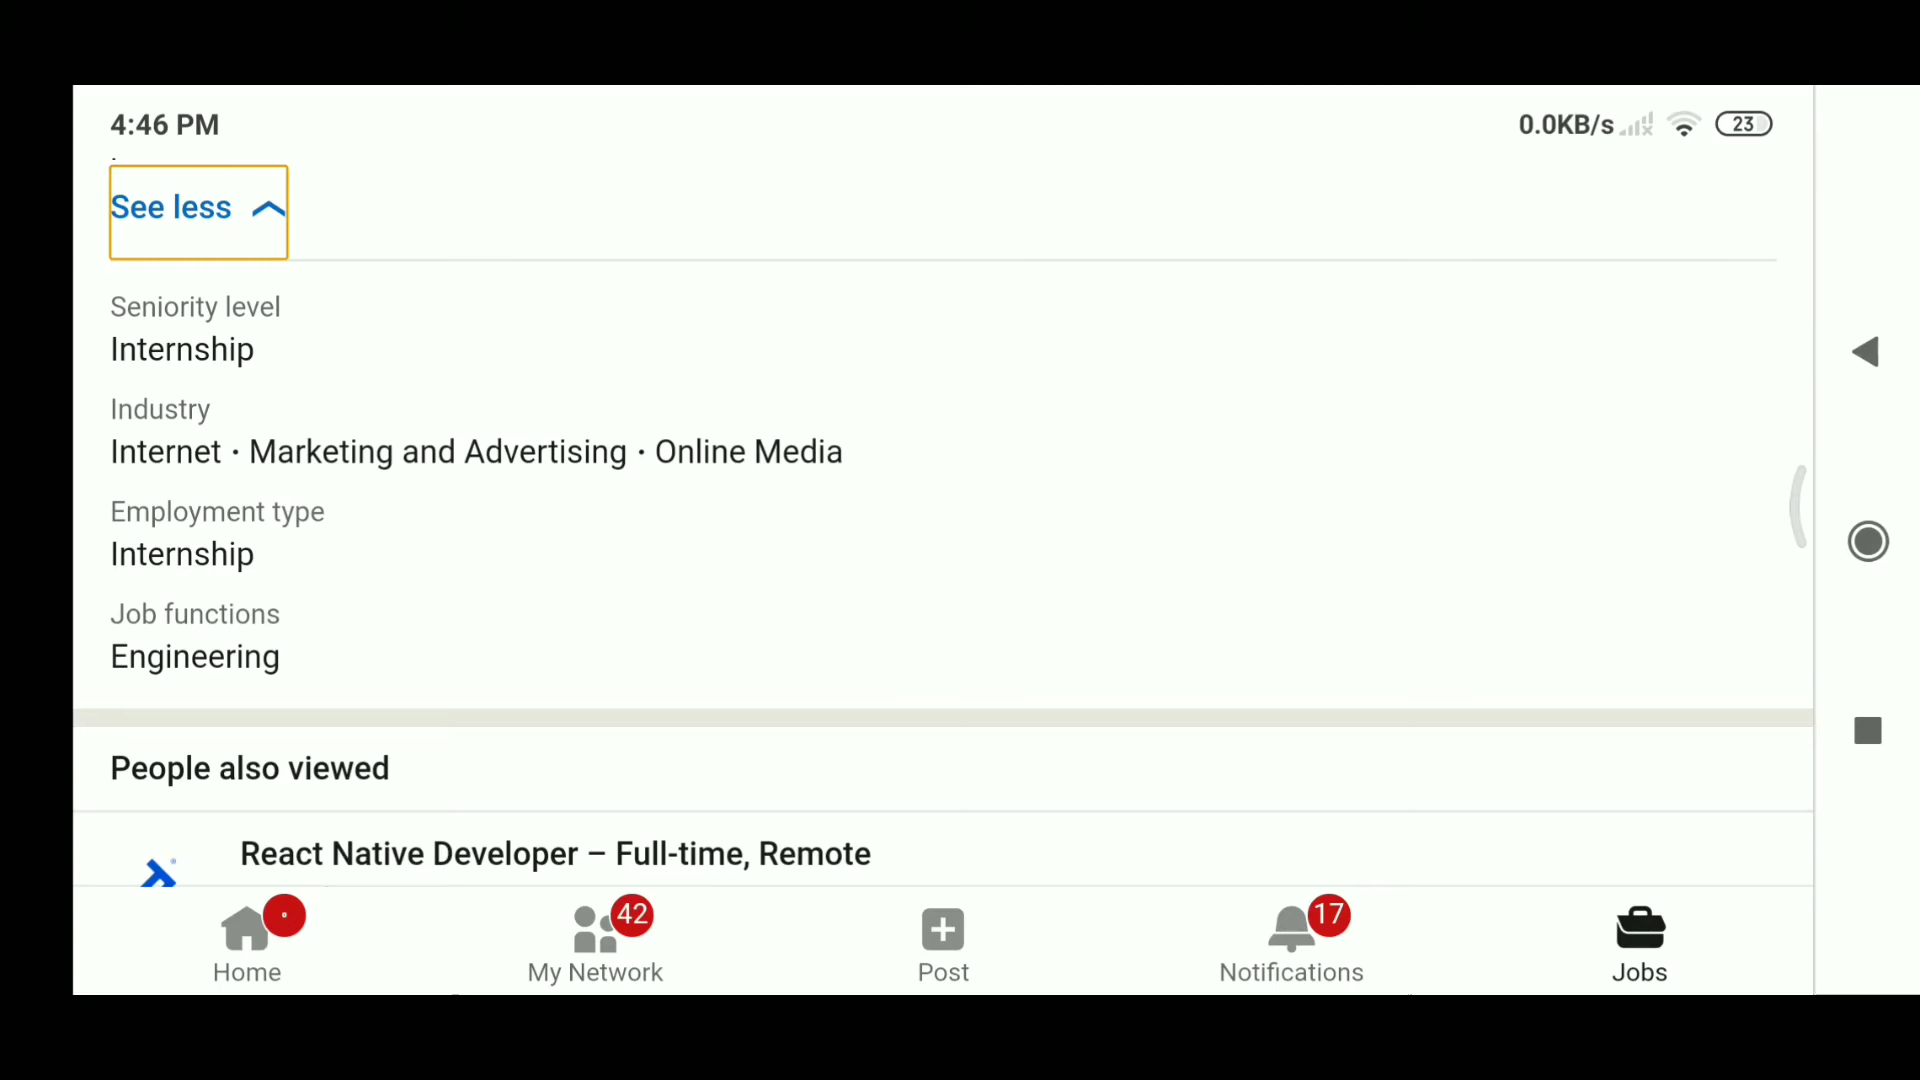 4:46 PM
0.0KB/s
23
See less
Seniority level
Internship
Industry
Internet • Marketing and Advertising • Online Media
Employment type
Internship
Job functions
Engineering
People also viewed
React Native Developer – Full-time, Remote
42
17
Home
My Network
Post
Notifications
Jobs